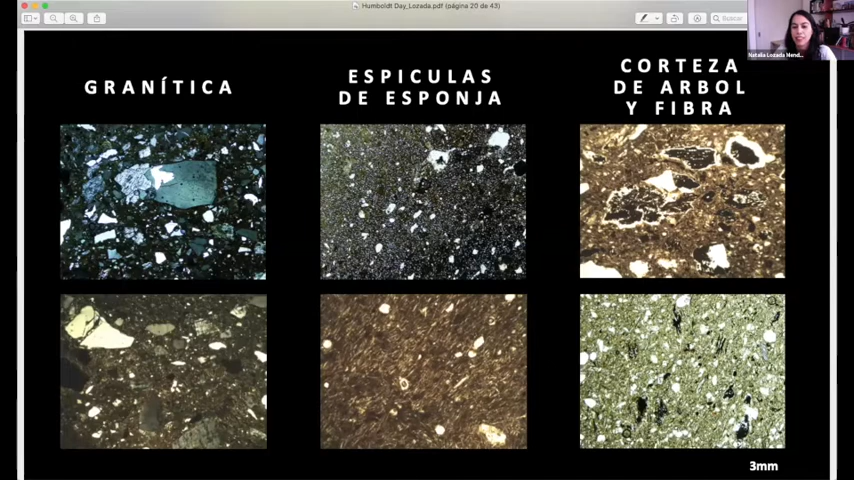 Humboldt Day_Lozada.pdf (página 20 de 43)
Buscar
Natalia Lozada Mend...
GRANÍTICA
ESPICULAS
DE ESPONJA
CORTEZA
DE ARBOL
Y FIBRA
3mm